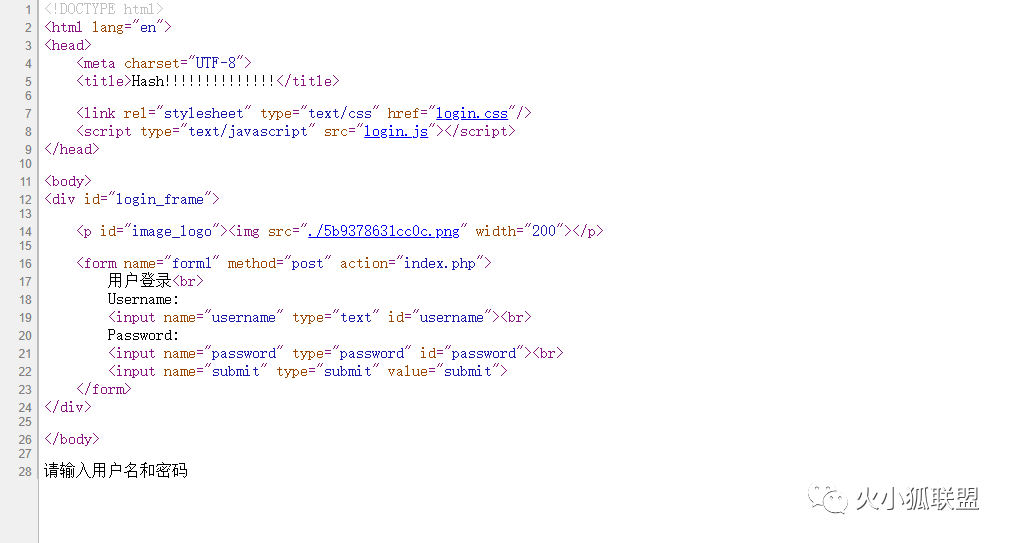 1 <!DOCTYPE html>
2 <html lang="en">
3 <head>
4 <meta charset="UTF-8">
5 <title>Hash!!!!!!!!!!!!!!</title>
6
7 <link rel="stylesheet" type="text/css" href="login.css"/>
8 <script type="text/javascript" src="login.js"></script>
9 </head>
10
11 <body>
12 <div id="login_frame">
13
14 <p id="image_logo"><img src="./5b9378631cc0c.png" width="200"></p>
15
16 <form name="form1" method="post" action="index.php">
17 用户登录<br>
18 Username:
19 <input name="username" type="text" id="username"><br>
20 Password:
21 <input name="password" type="password" id="password"><br>
22 <input name="submit" type="submit" value="submit">
23 </form>
24 </div>
25
26 </body>
27
28 请输入用户名和密码
火小狐联盟